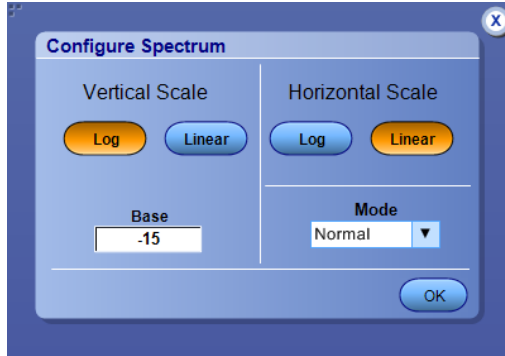 X
Configure Spectrum
Vertical Scale
Horizontal Scale
Log
Linear
Log
Linear
Base
-15
Mode
Normal
OK